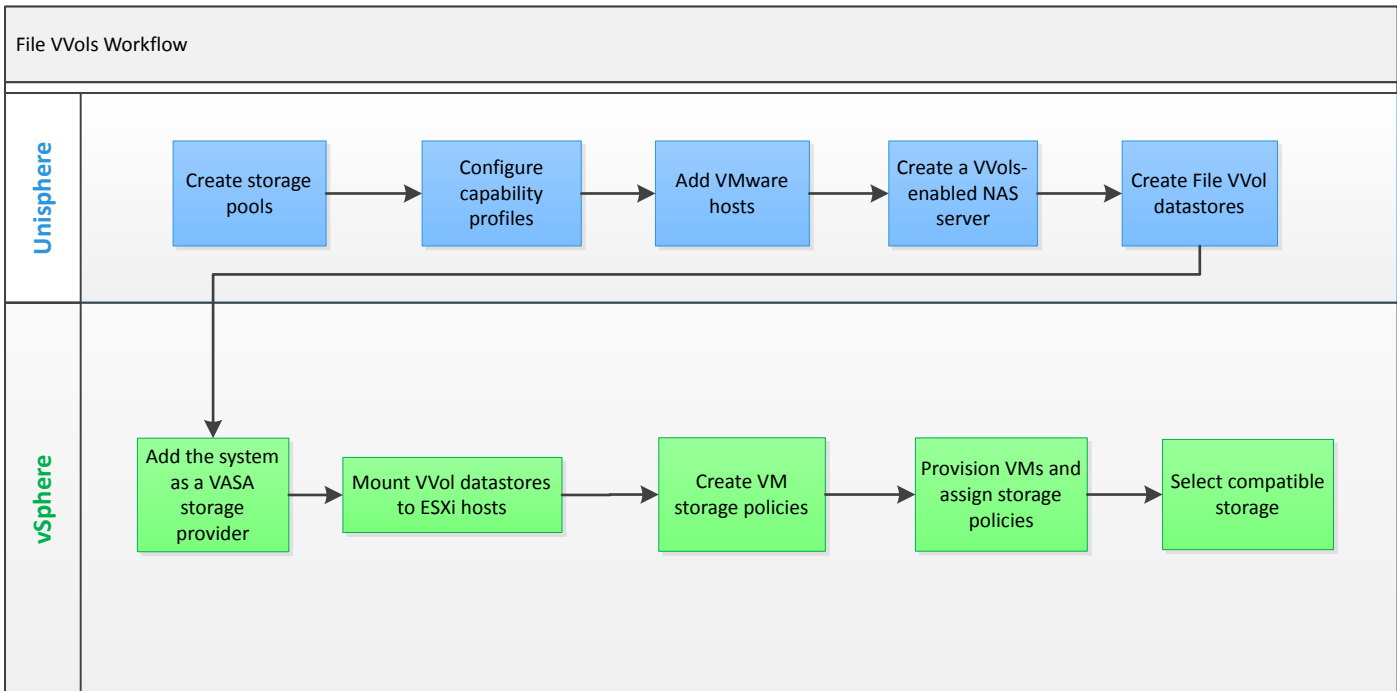 File VVols Workflow
Unisphere
Create storage
pools
Configure
capability
profiles
Add VMware
hosts
Create a VVols-
enabled NAS
server
Create File VVol
datastores
vSphere
Add the system
as a VASA
storage
provider
Mount VVol datastores
to ESXi hosts
Create VM
storage policies
Provision VMs and
assign storage
policies
Select compatible
storage